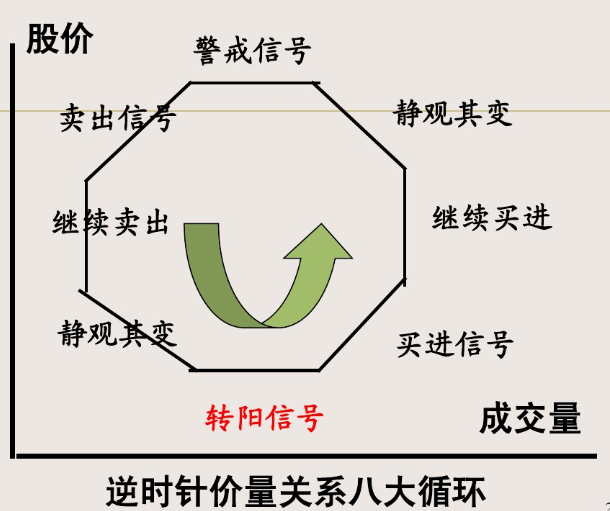 股价
警戒信号
卖出信号
静观其变
继续卖出
继续买进
静观其变
买进信号
转阳信号
成交量
逆时针价量关系八大循环